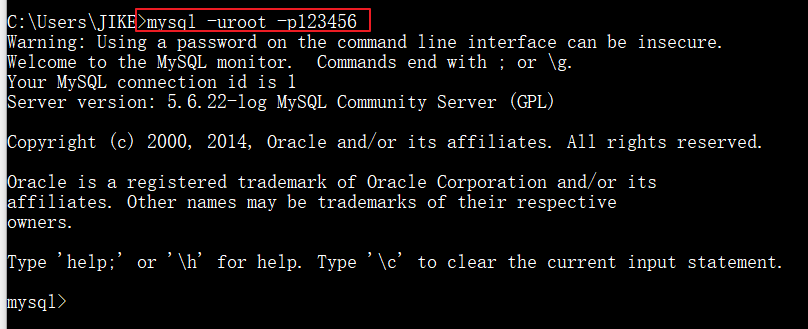 C:\Users\JIKE>mysql -uroot -p123456
Warning: Using a password on the command line interface can be insecure.
Welcome to the MySQL monitor.  Commands end with ; or \g.
Your MySQL connection id is 1
Server version: 5.6.22-log MySQL Community Server (GPL)
Copyright (c) 2000, 2014, Oracle and/or its affiliates. All rights reserved.
Oracle is a registered trademark of Oracle Corporation and/or its
affiliates. Other names may be trademarks of their respective
owners.
Type 'help;' or '\h' for help. Type '\c' to clear the current input statement.
mysql>